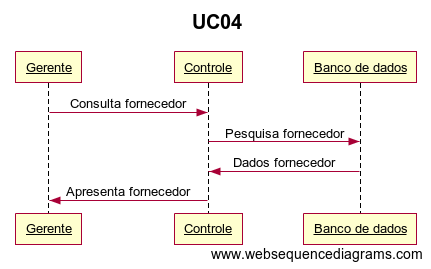 UC04
Gerente
Controle
Banco de dados
Consulta fornecedor
Pesquisa fornecedor
Dados fornecedor
Apresenta fornecedor
Gerente
Controle
Banco de dados
www.websequencediagrams.com